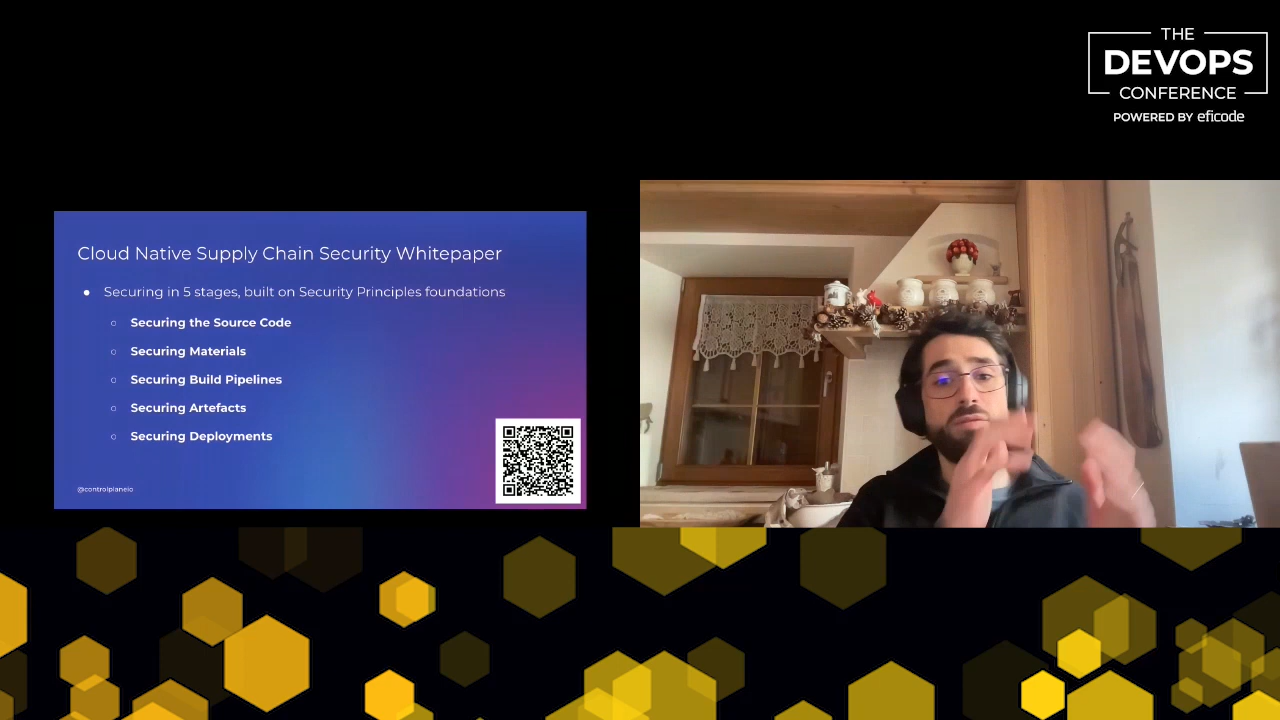 THE
DEVOPS
CONFERENCE
POWERED BY eficode
Cloud Native Supply Chain Security Whitepaper
● Securing in 5 stages, built on Security Principles foundations
○ Securing the Source Code
○ Securing Materials
○ Securing Build Pipelines
○ Securing Artefacts
○ Securing Deployments
@controlplaneio